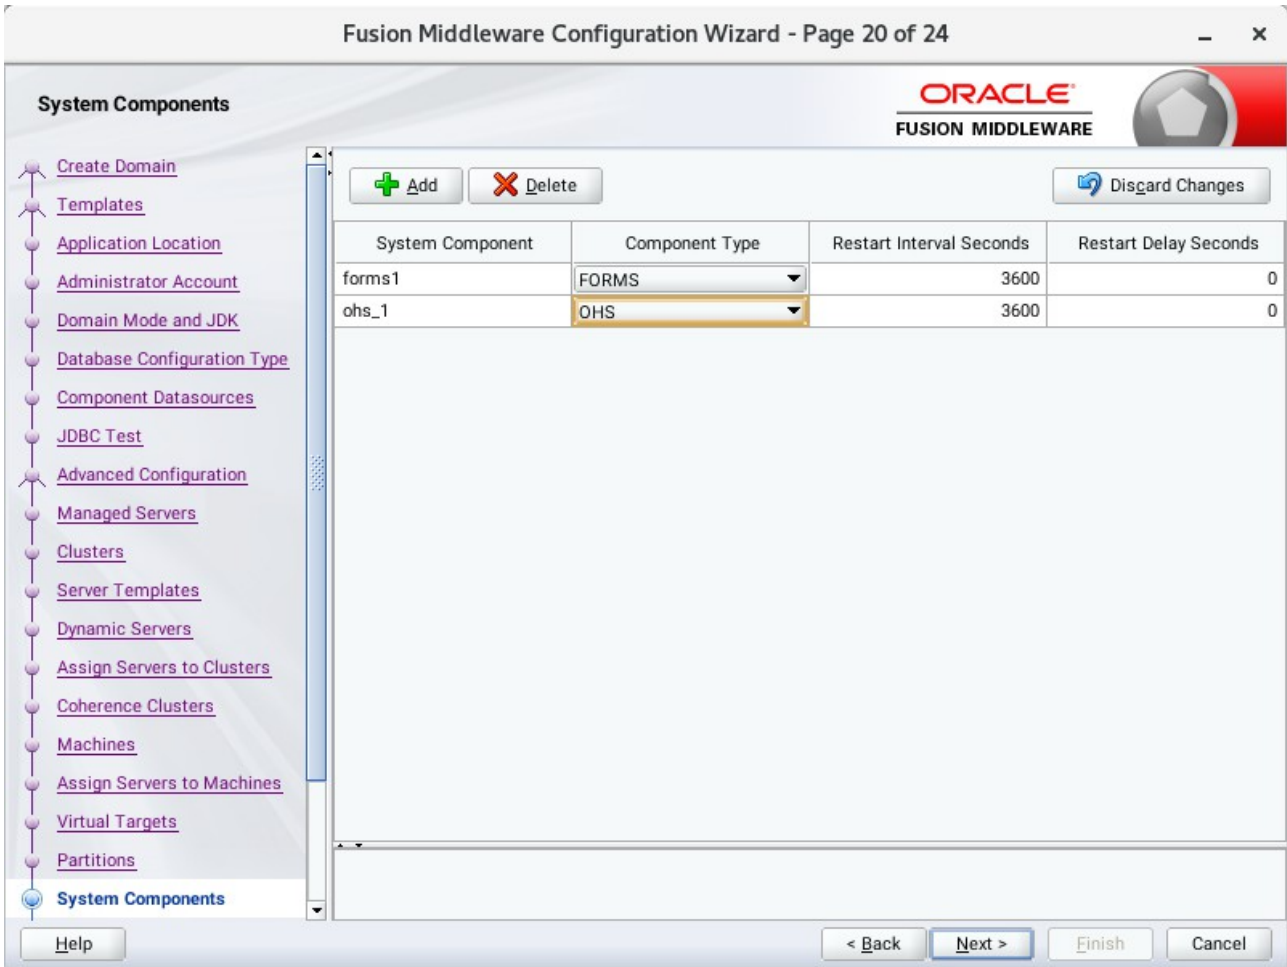 Fusion Middleware Configuration Wizard - Page 20 of 24
System Components
ORACLE
FUSION MIDDLEWARE
Create Domain
Templates
Application Location
Administrator Account
Domain Mode and JDK
Database Configuration Type
Component Datasources
JDBC Test
Advanced Configuration
Managed Servers
Clusters
Server Templates
Dynamic Servers
Assign Servers to Clusters
Coherence Clusters
Machines
Assign Servers to Machines
Virtual Targets
Partitions
System Components
Add Delete Discard Changes
System Component Component Type Restart Interval Seconds Restart Delay Seconds
forms1 FORMS 3600 0
ohs_1 OHS 3600 0
Help < Back Next > Finish Cancel